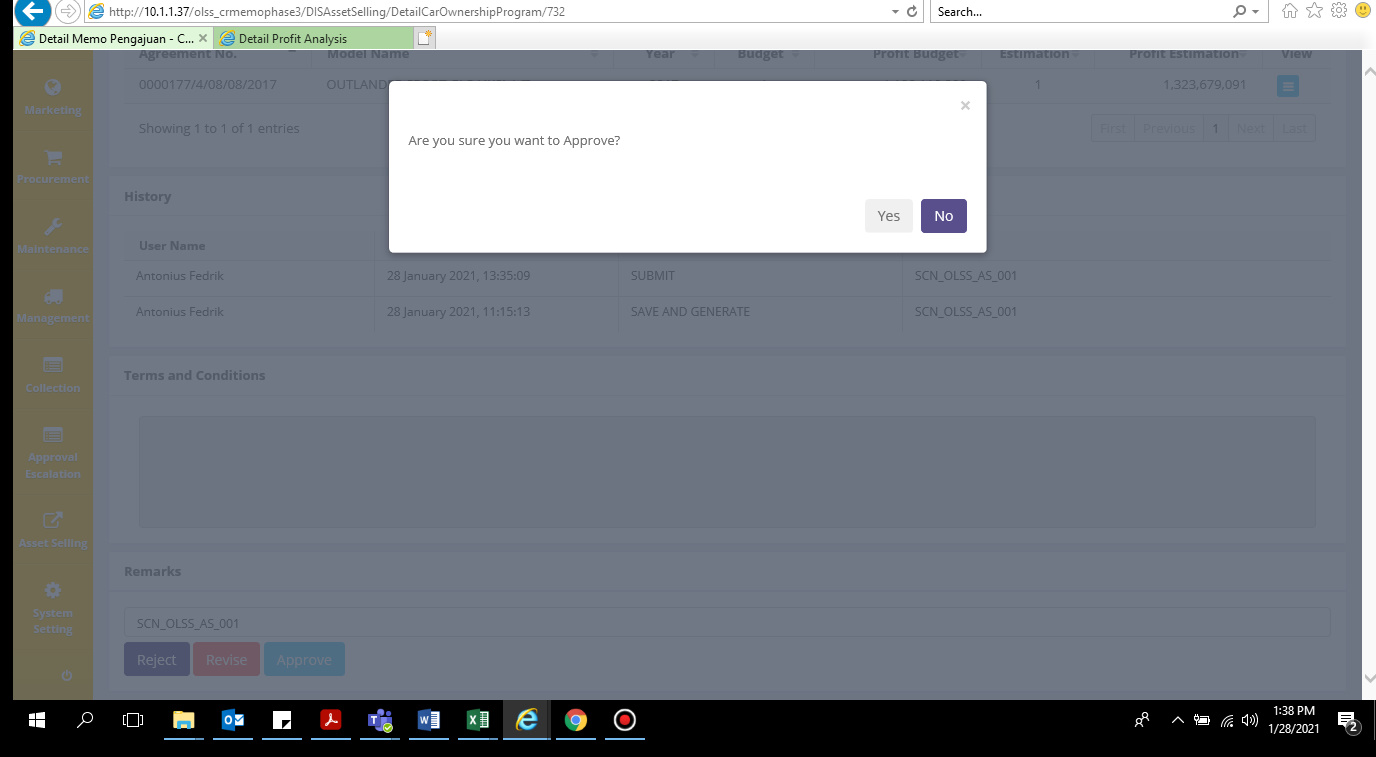 http://10.1.1.37/olss_crmemophase3/DISAssetSelling/DetailCarOwnershipProgram/732
Search...
Detail Memo Pengajuan - C...
Detail Profit Analysis
Agreement No. Model Name Year Budget Profit Budget Estimation Profit Estimation View
0000177/4/08/08/2017 1 1,323,679,091
Showing 1 to 1 of 1 entries
First Previous 1 Next Last
Are you sure you want to Approve?
Yes No
Marketing
Procurement
Maintenance
Management
Collection
Approval
Escalation
Asset Selling
System
Setting
History
User Name
Antonius Fedrik 28 January 2021, 13:35:09 SUBMIT SCN_OLSS_AS_001
Antonius Fedrik 28 January 2021, 11:15:13 SAVE AND GENERATE SCN_OLSS_AS_001
Terms and Conditions
Remarks
SCN_OLSS_AS_001
Reject Revise Approve
1:38 PM
1/28/2021
2